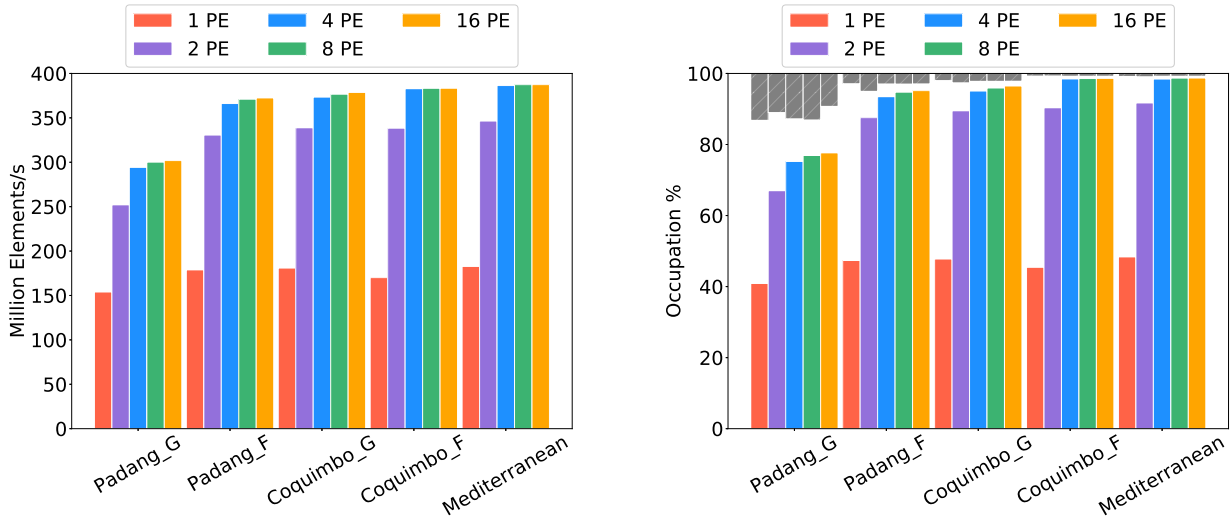 1 PE 4 PE 16 PE
2 PE 8 PE
400
350
300
250
200
150
100
50
0
Million Elements/s
Padang_G
Padang_F
Coquimbo_G
Coquimbo_F
Mediterranean
1 PE 4 PE 16 PE
2 PE 8 PE
100
80
60
40
20
0
Occupation %
Padang_G
Padang_F
Coquimbo_G
Coquimbo_F
Mediterranean